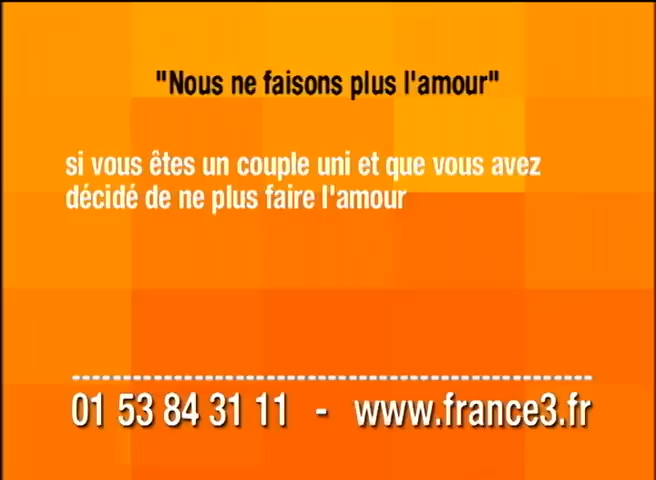 "Nous ne faisons plus l'amour"
si vous êtes un couple uni et que vous avez
décidé de ne plus faire l'amour
01 53 84 31 11 - www.france3.fr